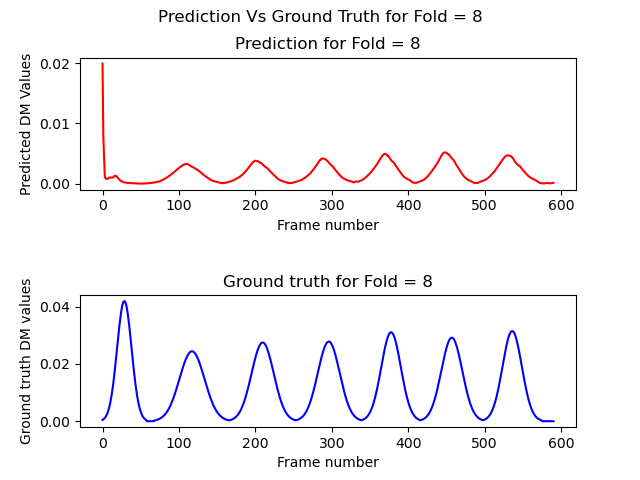 Prediction Vs Ground Truth for Fold = 8
Prediction for Fold = 8
Predicted DM Values
0.02
0.01
0.00
0 100 200 300 400 500 600
Frame number
Ground truth for Fold = 8
Ground truth DM values
0.04
0.02
0.00
0 100 200 300 400 500 600
Frame number